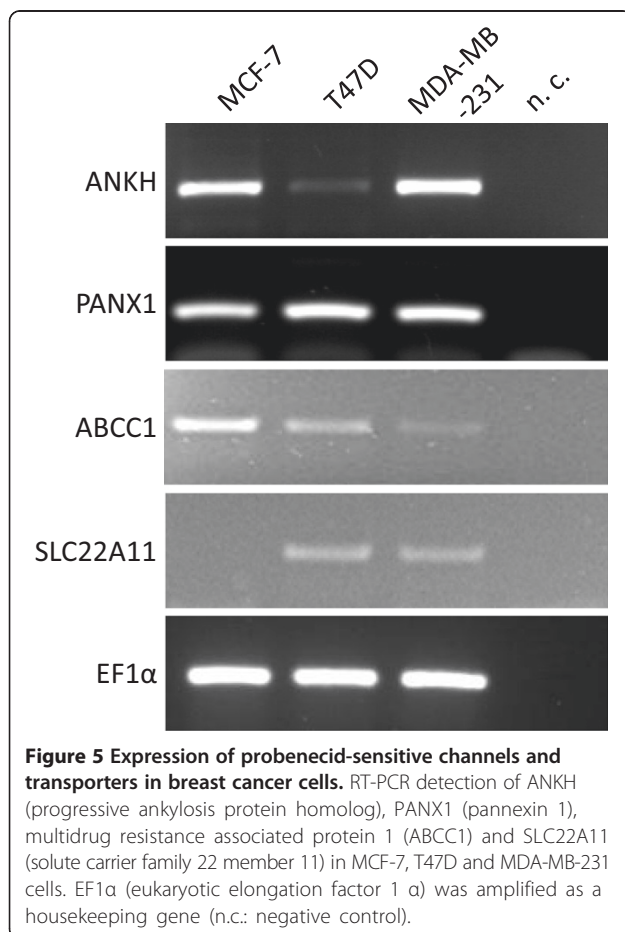 MCF-7
T47D
MDA-MB
-231
n. c.
ANKH
PANX1
ABCC1
SLC22A11
EF1α
Figure 5 Expression of probenecid-sensitive channels and
transporters in breast cancer cells. RT-PCR detection of ANKH
(progressive ankylosis protein homolog), PANX1 (pannexin 1),
multidrug resistance associated protein 1 (ABCC1) and SLC22A11
(solute carrier family 22 member 11) in MCF-7, T47D and MDA-MB-231
cells. EF1α (eukaryotic elongation factor 1 α) was amplified as a
housekeeping gene (n.c.: negative control).